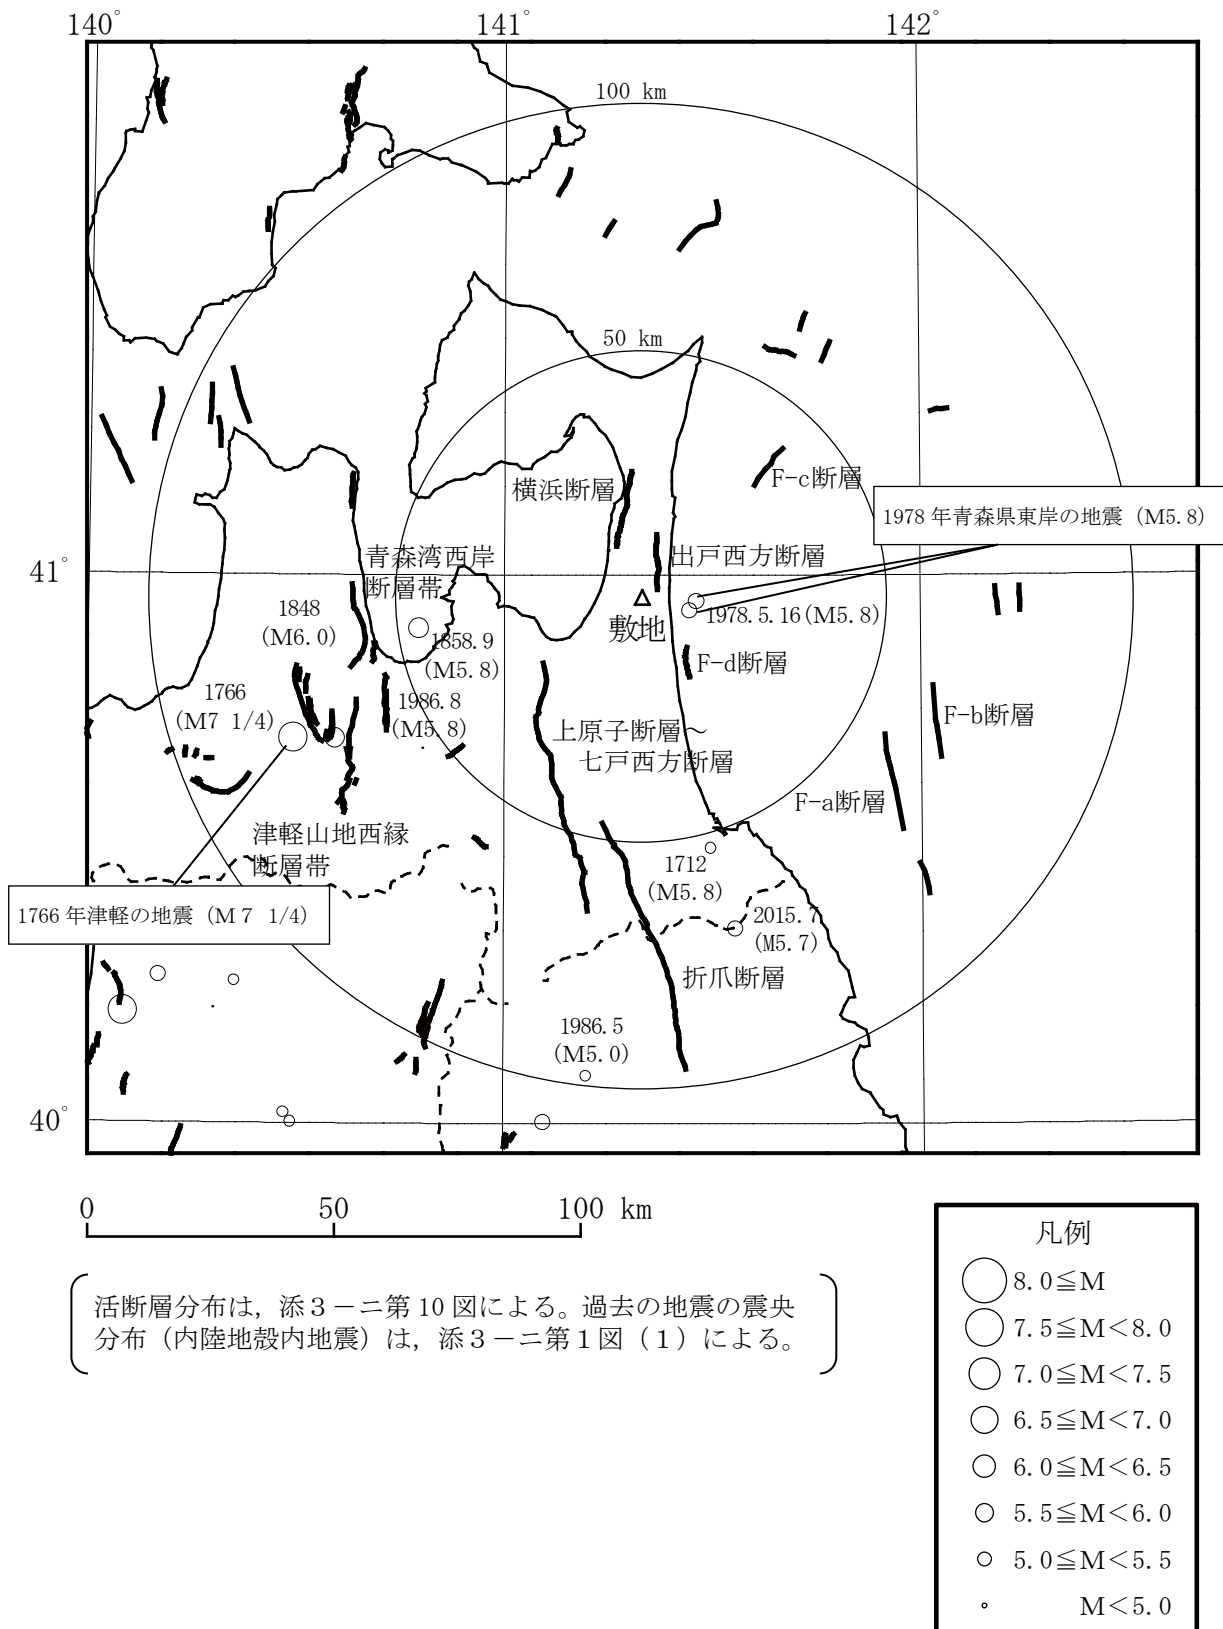 140°
141°
142°
100 km
50 km
F-c断層
横浜断層
1978 年青森県東岸の地震（M5.8）
青森湾西岸
断層帯
出戸西方断層
41°
1848
(M6.0)
敷地
1978.5.16(M5.8)
1858.9
(M5.8)
F-d断層
1766
(M7 1/4)
1986.8
(M5.8)
F-b断層
上原子断層～
七戸西方断層
F-a断層
津軽山地西縁
断層帯
1712
(M5.8)
1766 年津軽の地震（M７ 1/4）
2015.7
(M5.7)
折爪断層
1986.5
(M5.0)
40°
0 50 100 km
活断層分布は，添３－ニ第 10 図による。過去の地震の震央
分布（内陸地殻内地震）は，添３－ニ第１図（１）による。
凡例
8.0≦M
7.5≦M＜8.0
7.0≦M＜7.5
6.5≦M＜7.0
6.0≦M＜6.5
5.5≦M＜6.0
5.0≦M＜5.5
M＜5.0